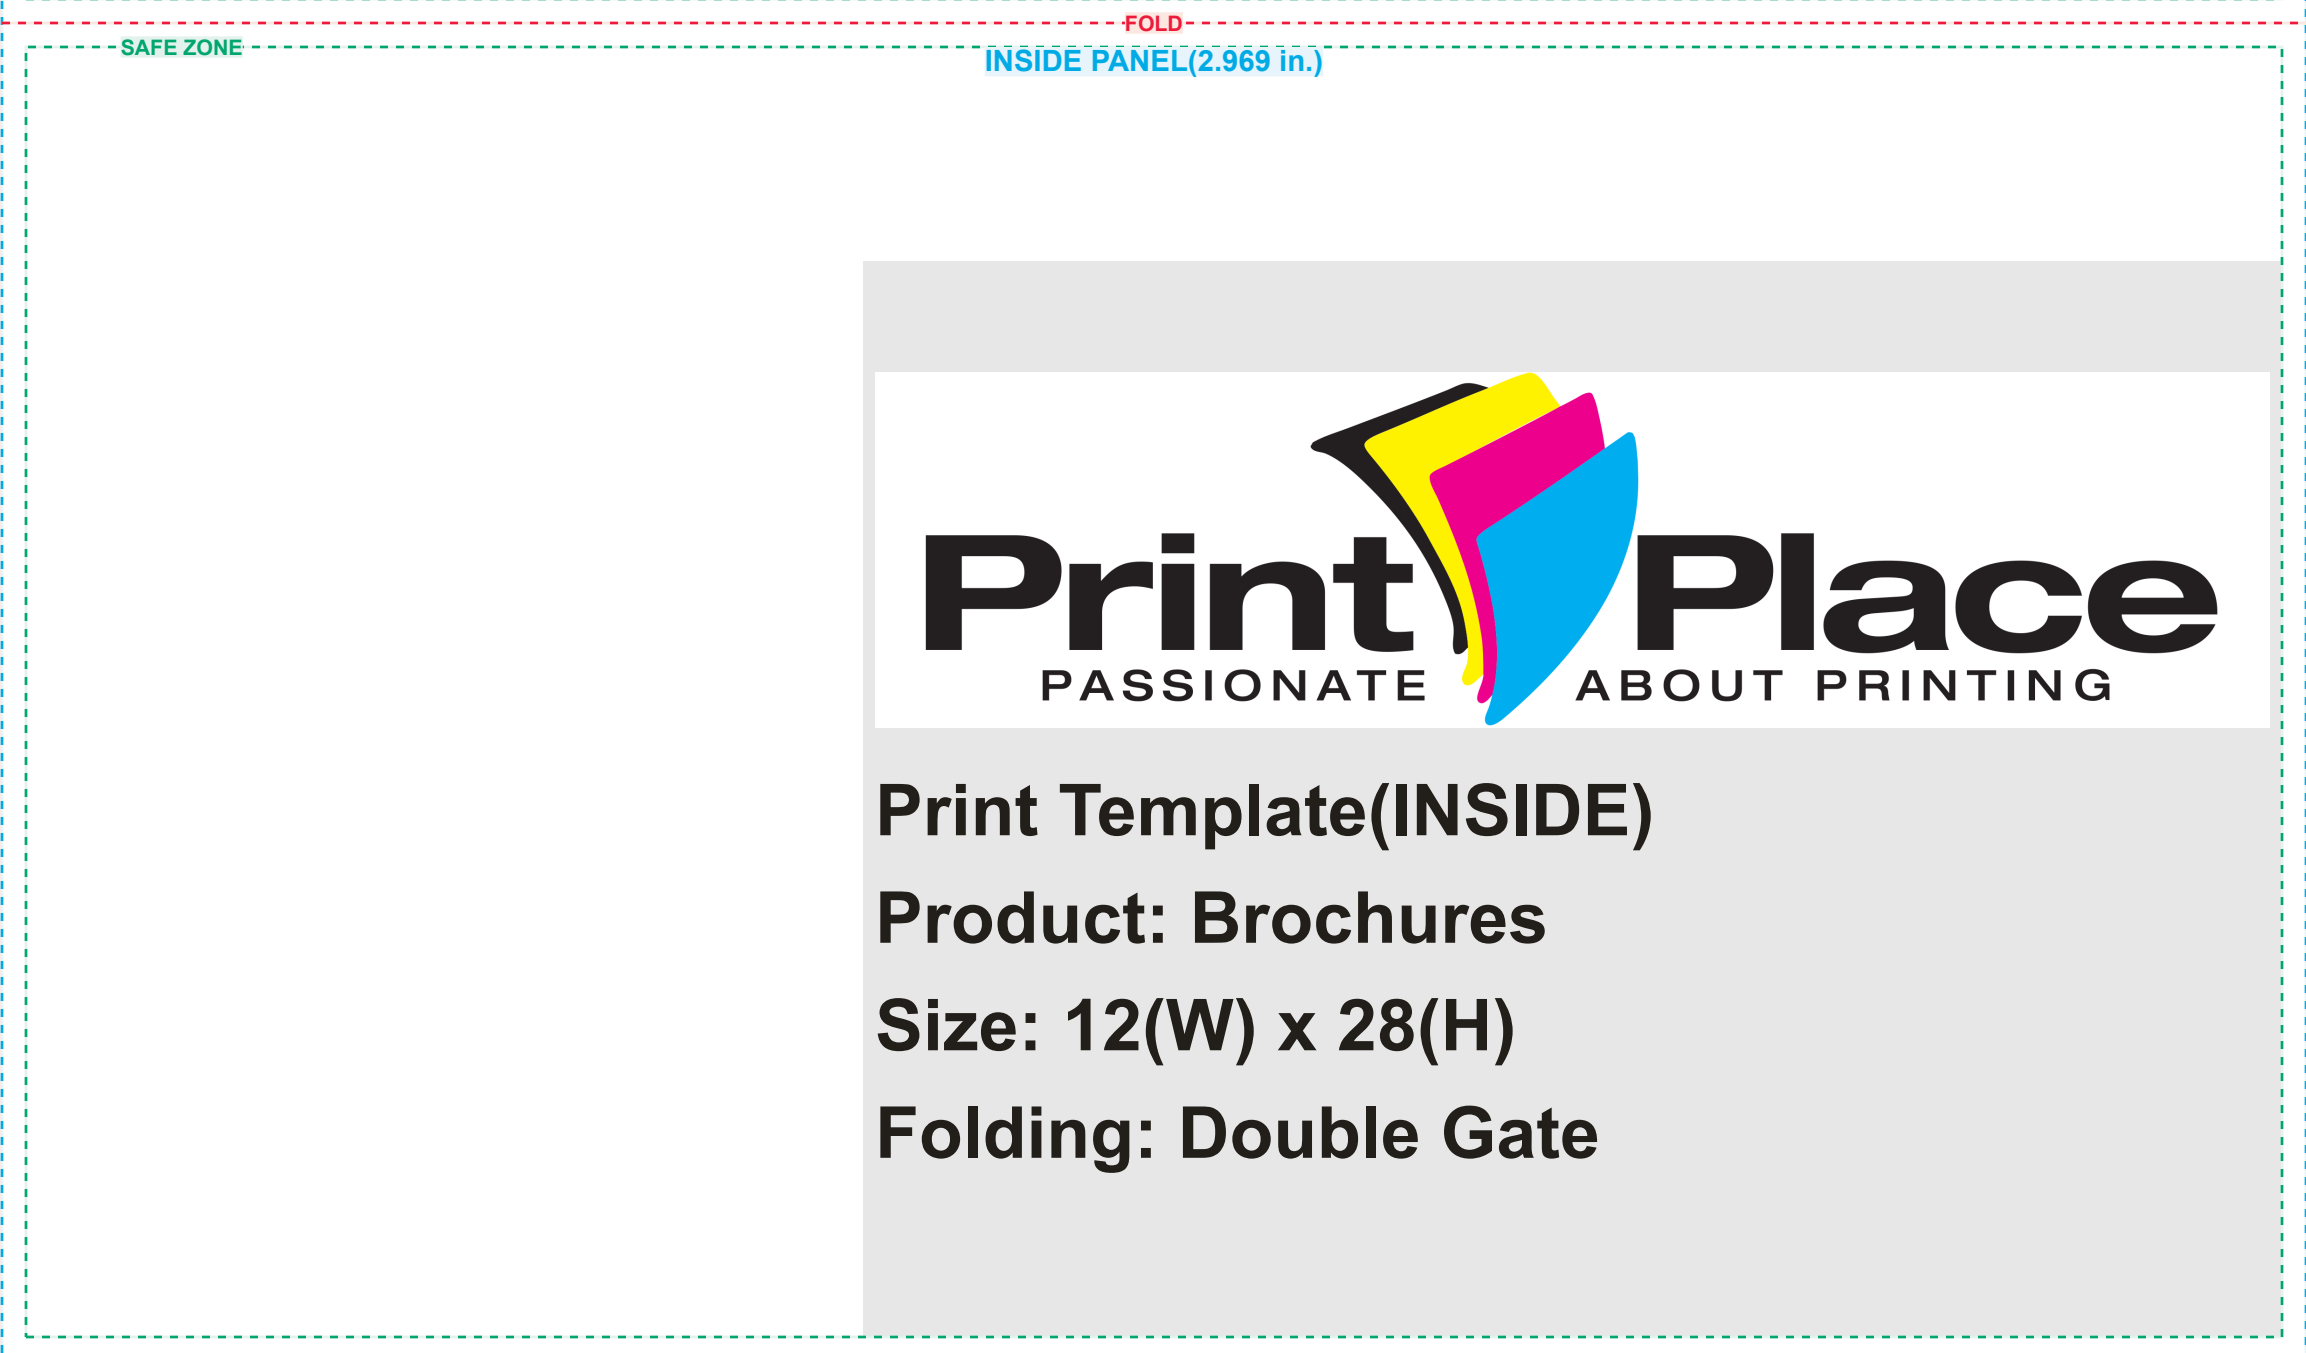 FOLD
SAFE ZONE
INSIDE PANEL(2.969 in.)
Print Place
PASSIONATE ABOUT PRINTING
Print Template(INSIDE)
Product: Brochures
Size: 12(W) x 28(H)
Folding: Double Gate